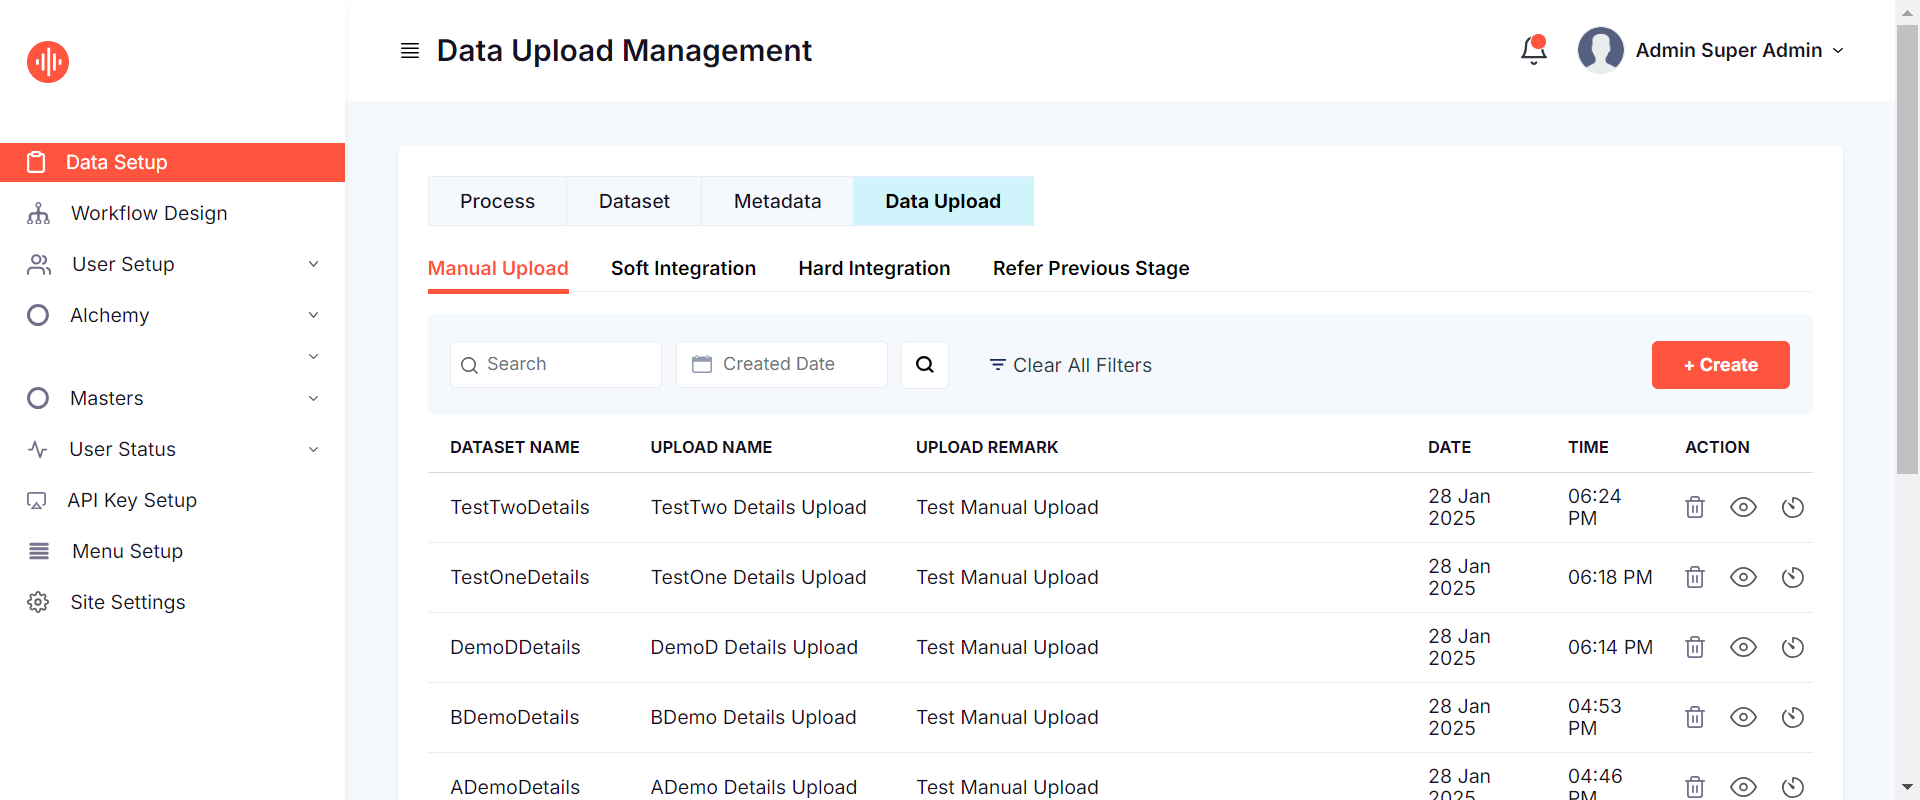 Data Upload Management
Admin Super Admin
Data Setup
Workflow Design
User Setup
Alchemy
Masters
User Status
API Key Setup
Menu Setup
Site Settings
Process Dataset Metadata Data Upload
Manual Upload Soft Integration Hard Integration Refer Previous Stage
Search Created Date Clear All Filters + Create
DATASET NAME UPLOAD NAME UPLOAD REMARK DATE TIME ACTION
TestTwoDetails TestTwo Details Upload Test Manual Upload 28 Jan 2025 06:24 PM
TestOneDetails TestOne Details Upload Test Manual Upload 28 Jan 2025 06:18 PM
DemoDDetails DemoD Details Upload Test Manual Upload 28 Jan 2025 06:14 PM
BDemoDetails BDemo Details Upload Test Manual Upload 28 Jan 2025 04:53 PM
ADemoDetails ADemo Details Upload Test Manual Upload 28 Jan 2025 04:46 PM